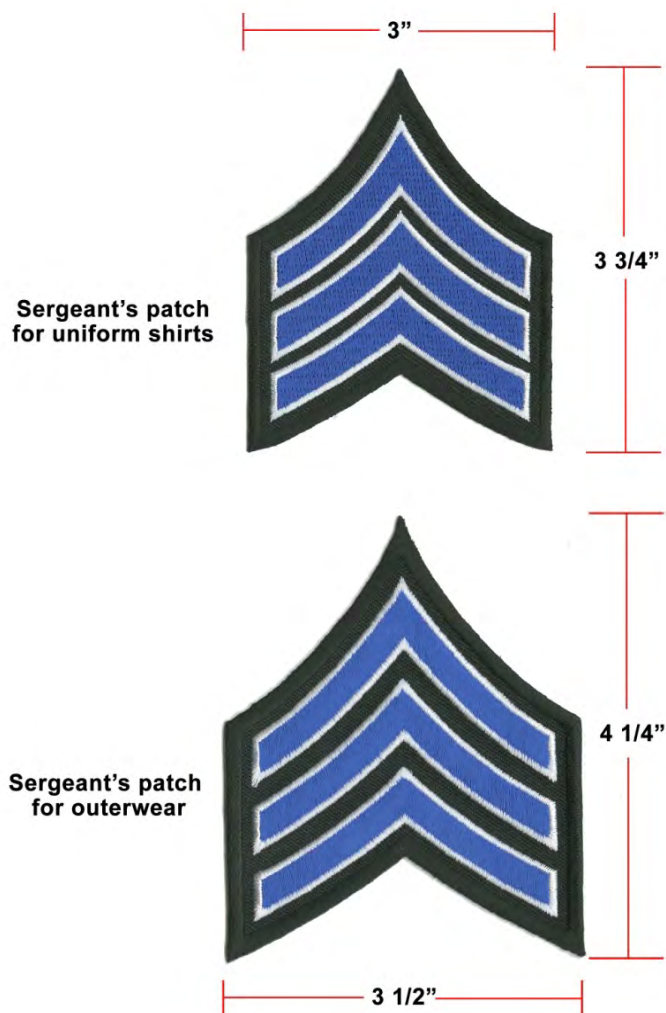 3”
3 3/4”
Sergeant’s patch
for uniform shirts
4 1/4”
Sergeant’s patch
for outerwear
3 1/2”